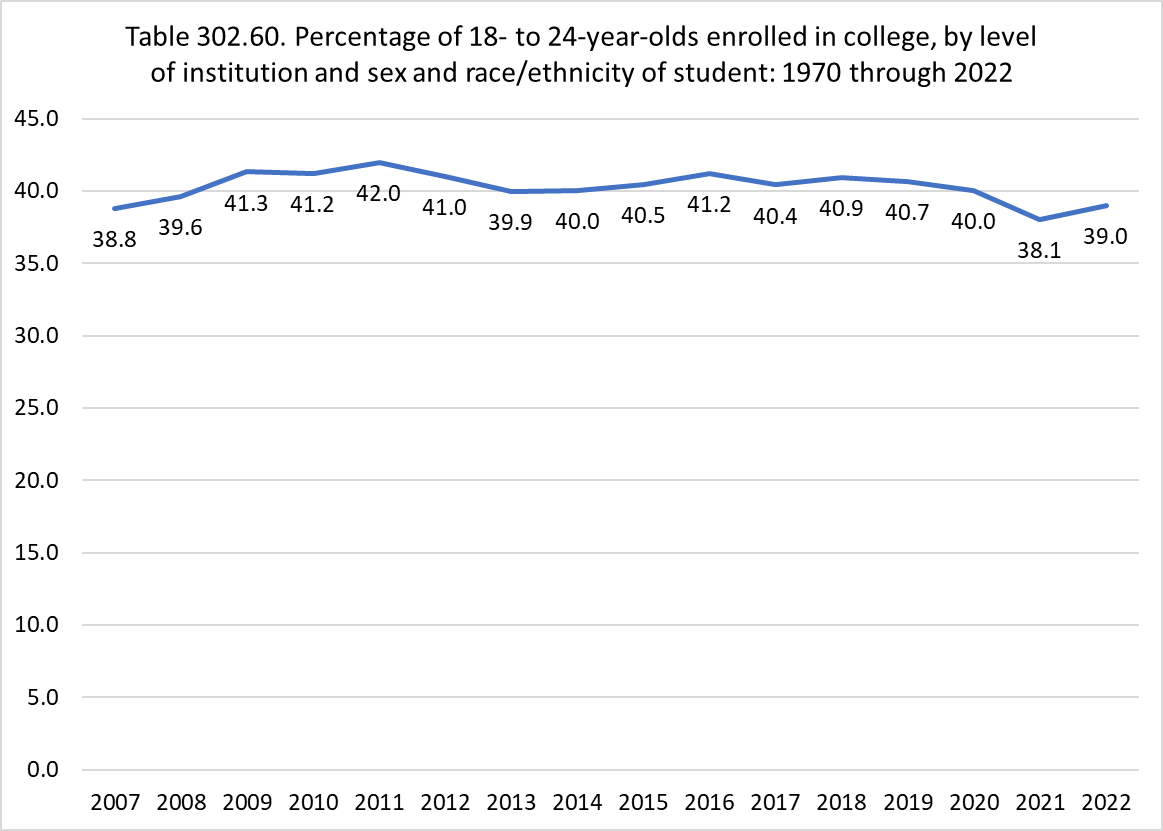 Table 302.60. Percentage of 18- to 24-year-olds enrolled in college, by level
of institution and sex and race/ethnicity of student: 1970 through 2022
45.0
40.0
35.0
30.0
25.0
20.0
15.0
10.0
5.0
0.0
38.8 39.6 41.3 41.2 42.0 41.0 39.9 40.0 40.5 41.2 40.4 40.9 40.7 40.0 38.1 39.0
2007 2008 2009 2010 2011 2012 2013 2014 2015 2016 2017 2018 2019 2020 2021 2022